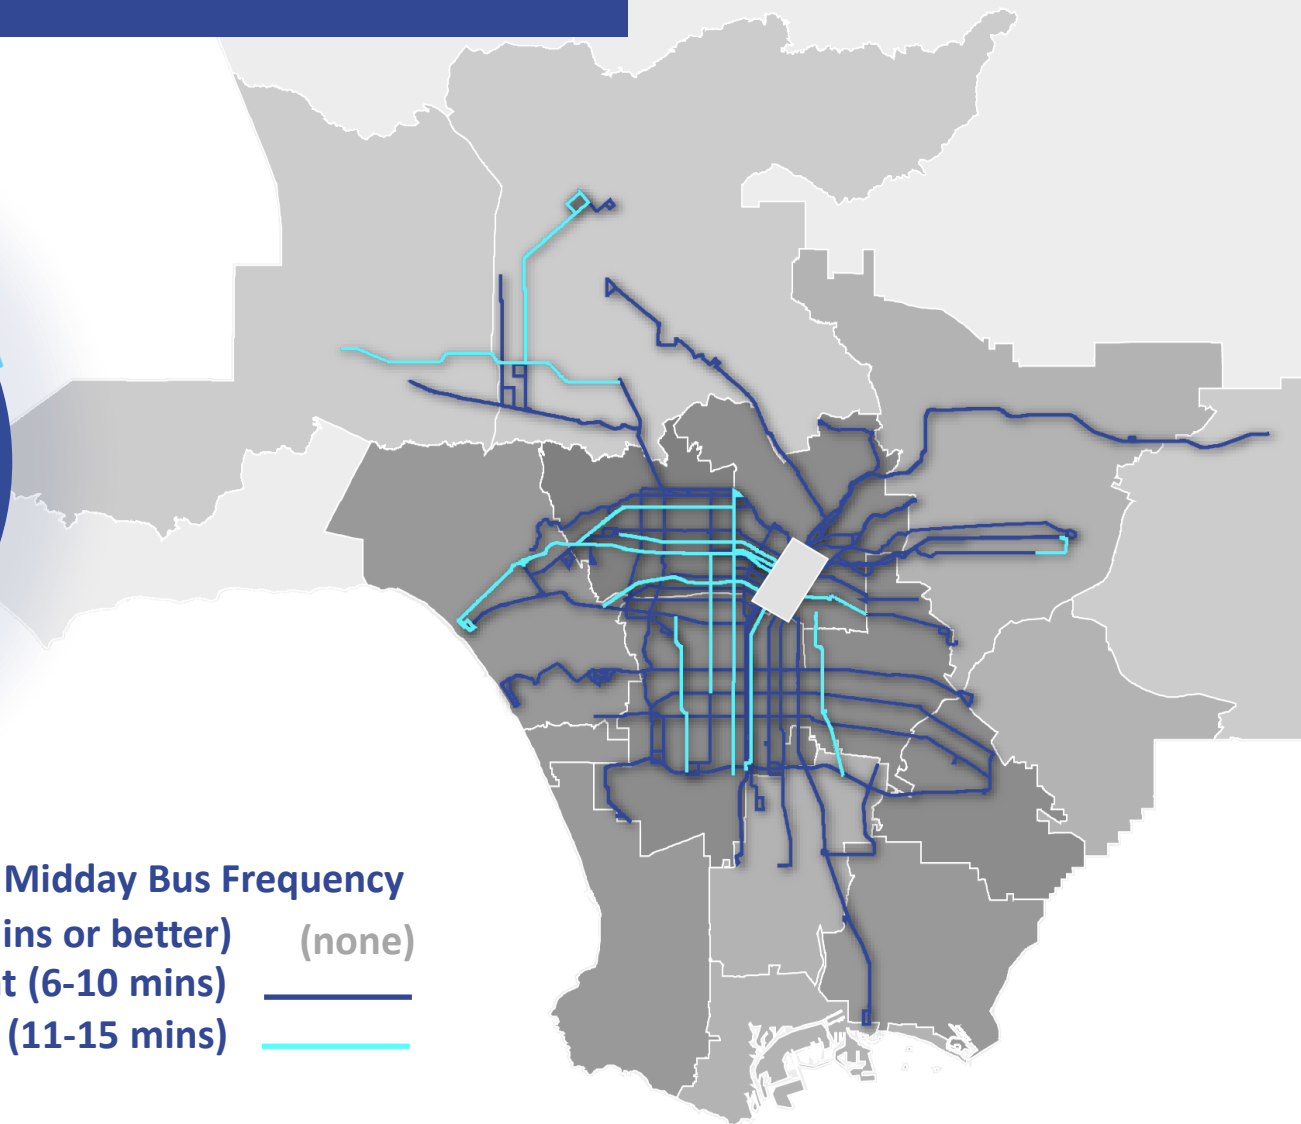 Midday Bus Frequency
ins or better) (none)
t (6-10 mins)
(11-15 mins)